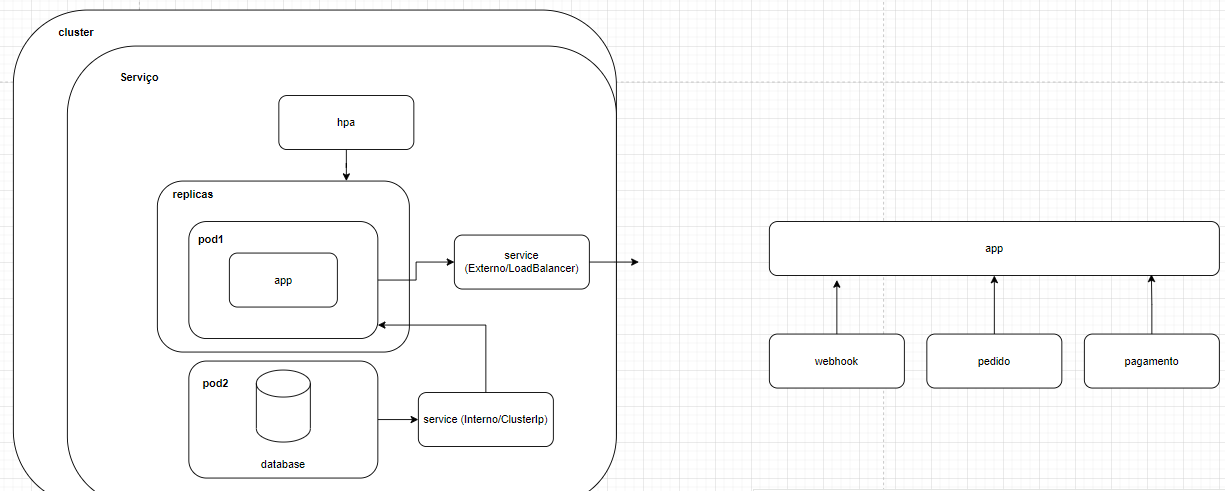 cluster
Serviço
hpa
replicas
pod1
app
service
(Externo/LoadBalancer)
pod2
database
service (Interno/ClusterIp)
app
webhook
pedido
pagamento